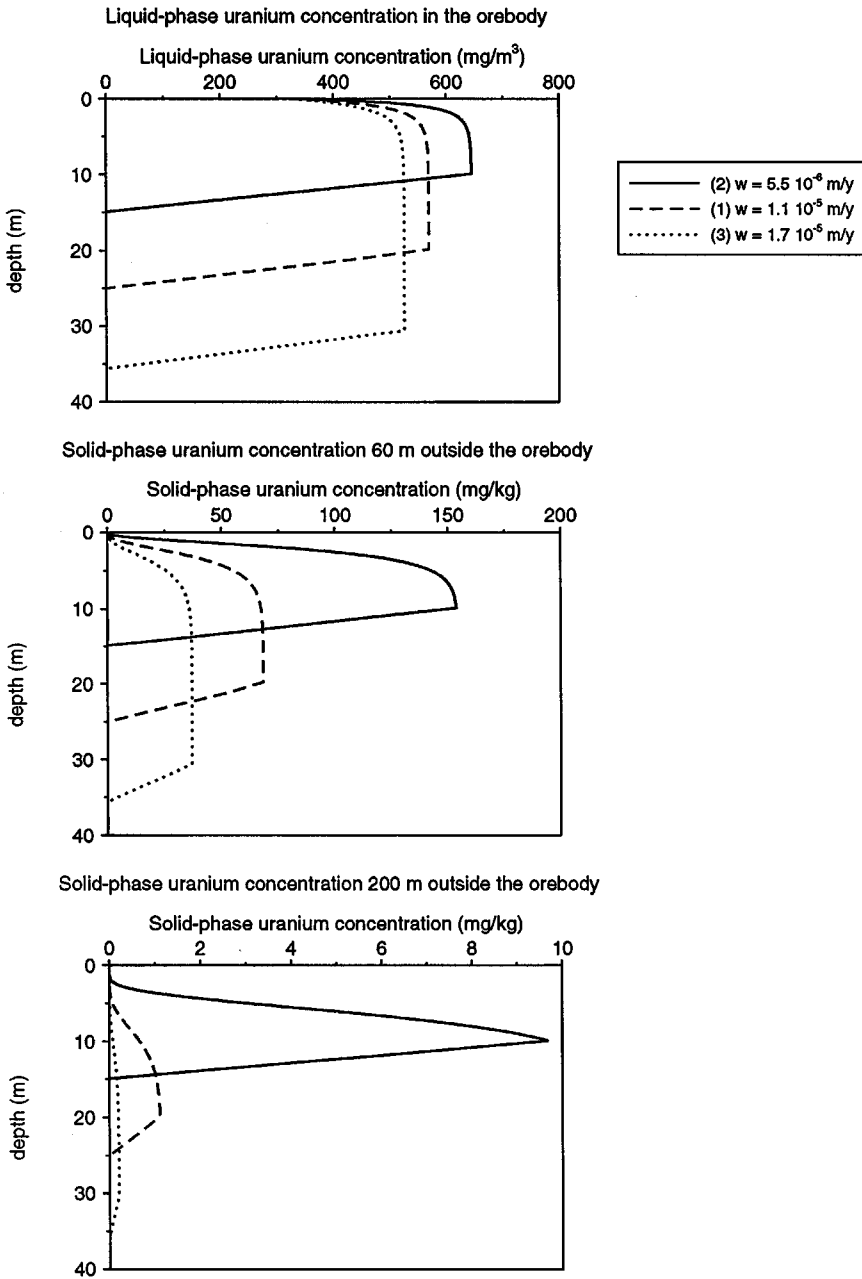 Liquid-phase uranium concentration in the orebody
Liquid-phase uranium concentration (mg/m³)
0 200 400 600 800
0
10
20
30
40
depth (m)
(2) w = 5.5 10⁻⁶ m/y
(1) w = 1.1 10⁻⁵ m/y
(3) w = 1.7 10⁻⁵ m/y
Solid-phase uranium concentration 60 m outside the orebody
Solid-phase uranium concentration (mg/kg)
0 50 100 150 200
0
10
20
30
40
depth (m)
Solid-phase uranium concentration 200 m outside the orebody
Solid-phase uranium concentration (mg/kg)
0 2 4 6 8 10
0
10
20
30
40
depth (m)